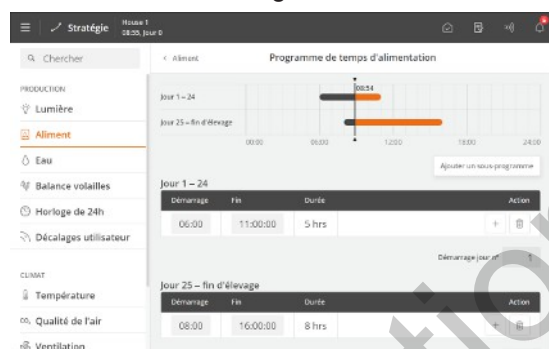 Stratégie
House 1
08:55, Jour 0
Chercher
< Aliment
Programme de temps d'alimentation
PRODUCTION
Lumière
Aliment
Eau
Balance volailles
Horloge de 24h
Décalages utilisateur
CLIMAT
Température
Qualité de l'air
Ventilation
08:54
Jour 1 – 24
Jour 25 – fin d'élevage
00:00 06:00 12:00 18:00 24:00
Ajouter un sous-programme
Jour 1 – 24
Démarrage Fin Durée Action
06:00 11:00:00 5 hrs +
Démarrage jour n° 1
Jour 25 – fin d'élevage
Démarrage Fin Durée Action
08:00 16:00:00 8 hrs +